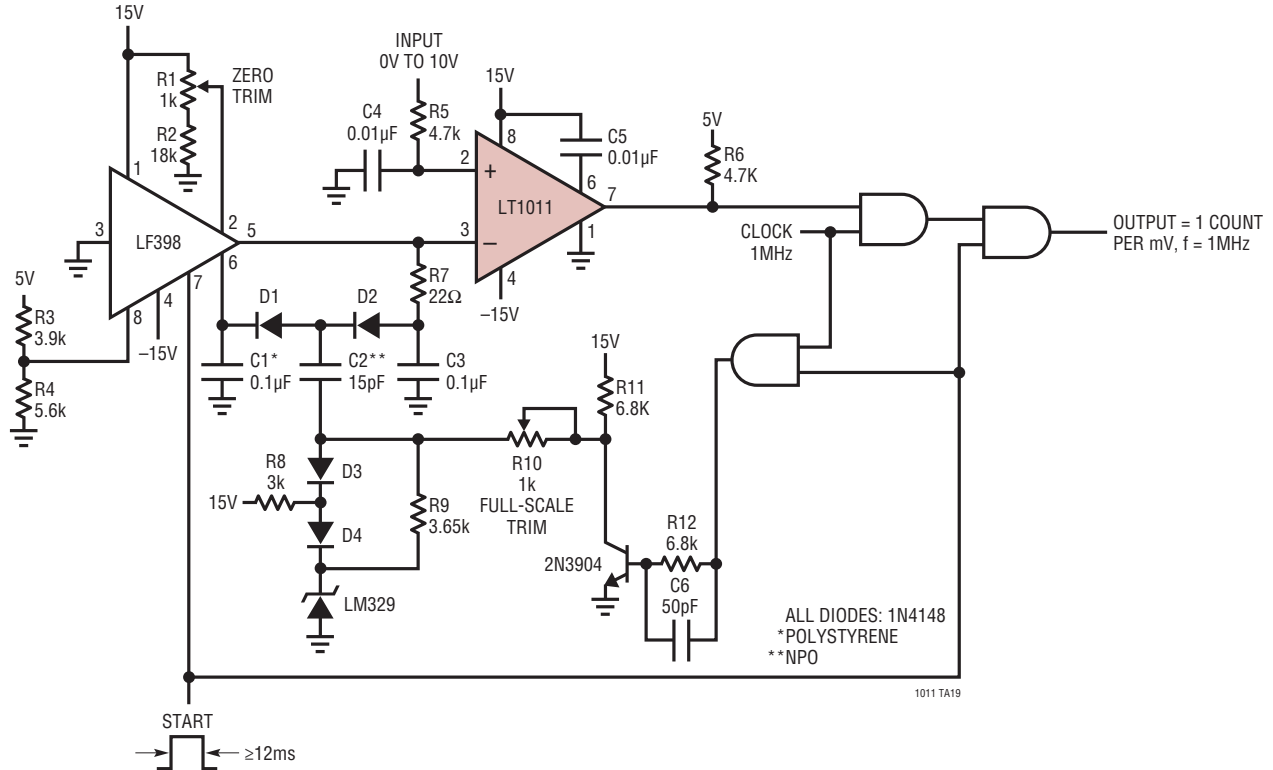 15V
R1
1k
ZERO
TRIM
R2
18k
1
2
3
LF398
5
6
7
4
8
–15V
5V
R3
3.9k
R4
5.6k
INPUT
0V TO 10V
C4
0.01µF
R5
4.7k
15V
8
C5
0.01µF
2
+
LT1011
6
7
3
–
1
4
–15V
5V
R6
4.7K
CLOCK
1MHz
OUTPUT = 1 COUNT
PER mV, f = 1MHz
R7
22Ω
D1
D2
C1*
0.1µF
C2**
15pF
C3
0.1µF
15V
R11
6.8K
R10
1k
FULL-SCALE
TRIM
R8
3k
15V
D3
D4
R9
3.65k
LM329
2N3904
R12
6.8k
C6
50pF
ALL DIODES: 1N4148
*POLYSTYRENE
**NPO
1011 TA19
START
≥12ms